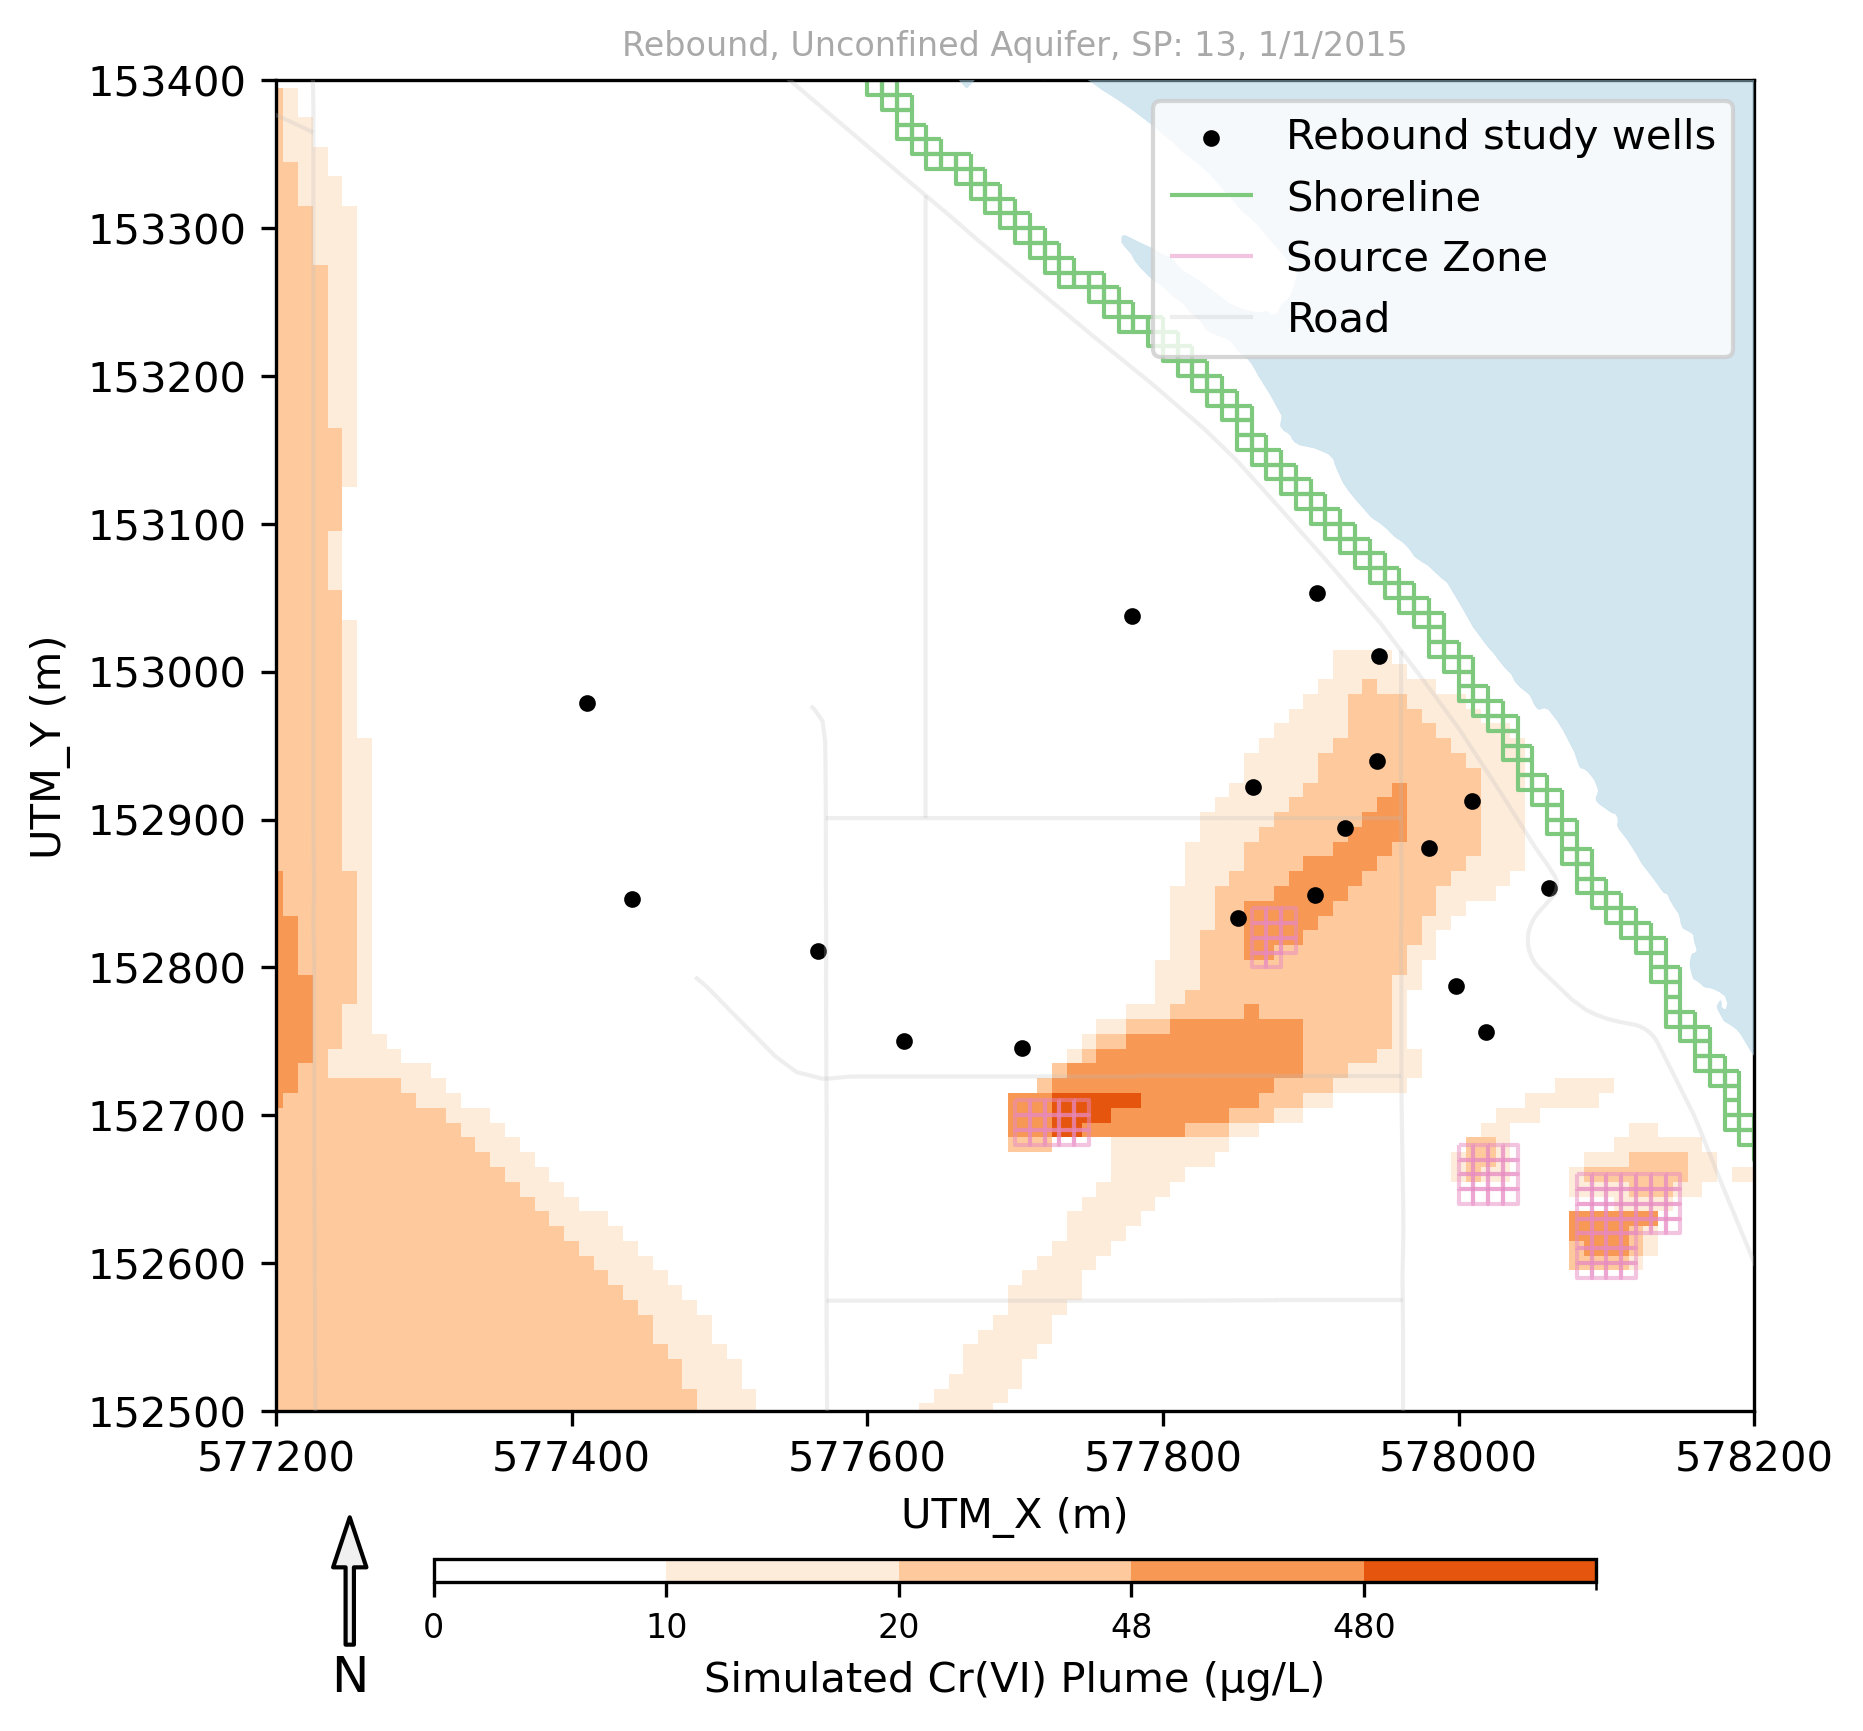 Rebound, Unconfined Aquifer, SP: 13, 1/1/2015
153400
153300
153200
153100
153000
152900
152800
152700
152600
152500
UTM_Y (m)
Rebound study wells
Shoreline
Source Zone
Road
577200 577400 577600 577800 578000 578200
UTM_X (m)
N
0 10 20 48 480
Simulated Cr(VI) Plume (µg/L)